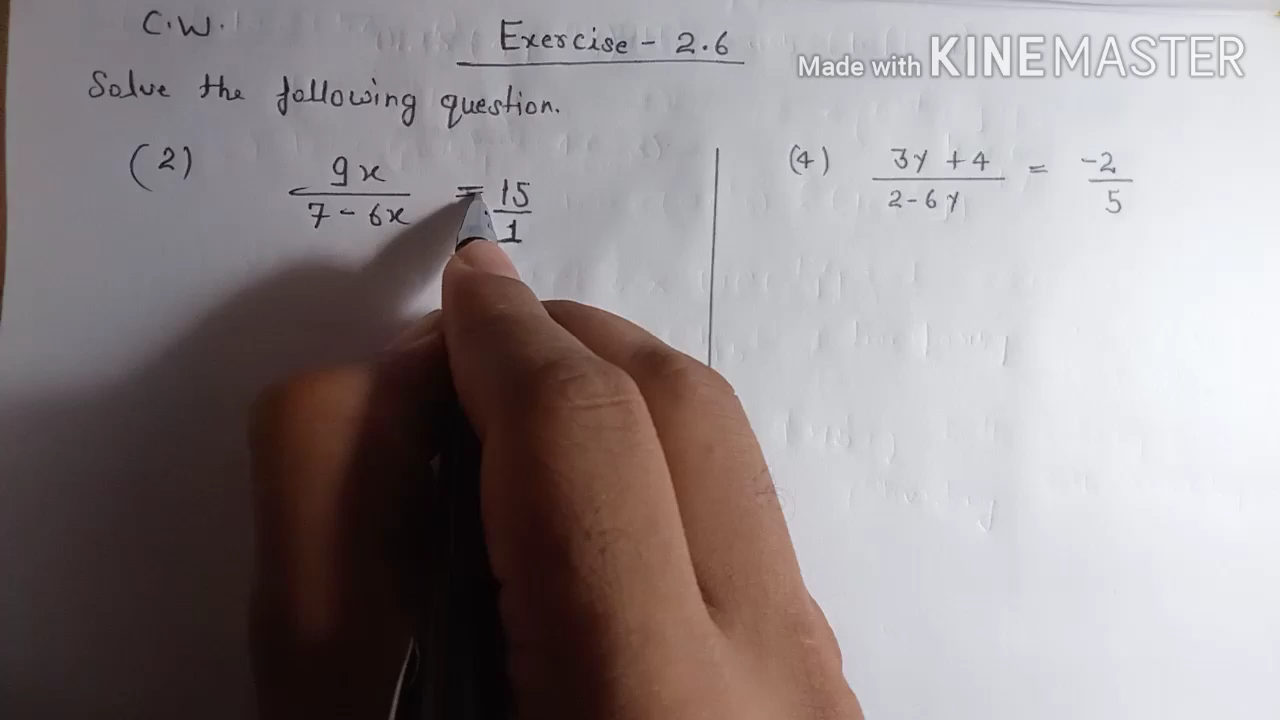 C.W.
Exercise - 2.6
Made with KINEMASTER
Solve the following question.
(2) 9x / 7 - 6x = 15 / 1
(4) 3y + 4 / 2 - 6y = -2 / 5